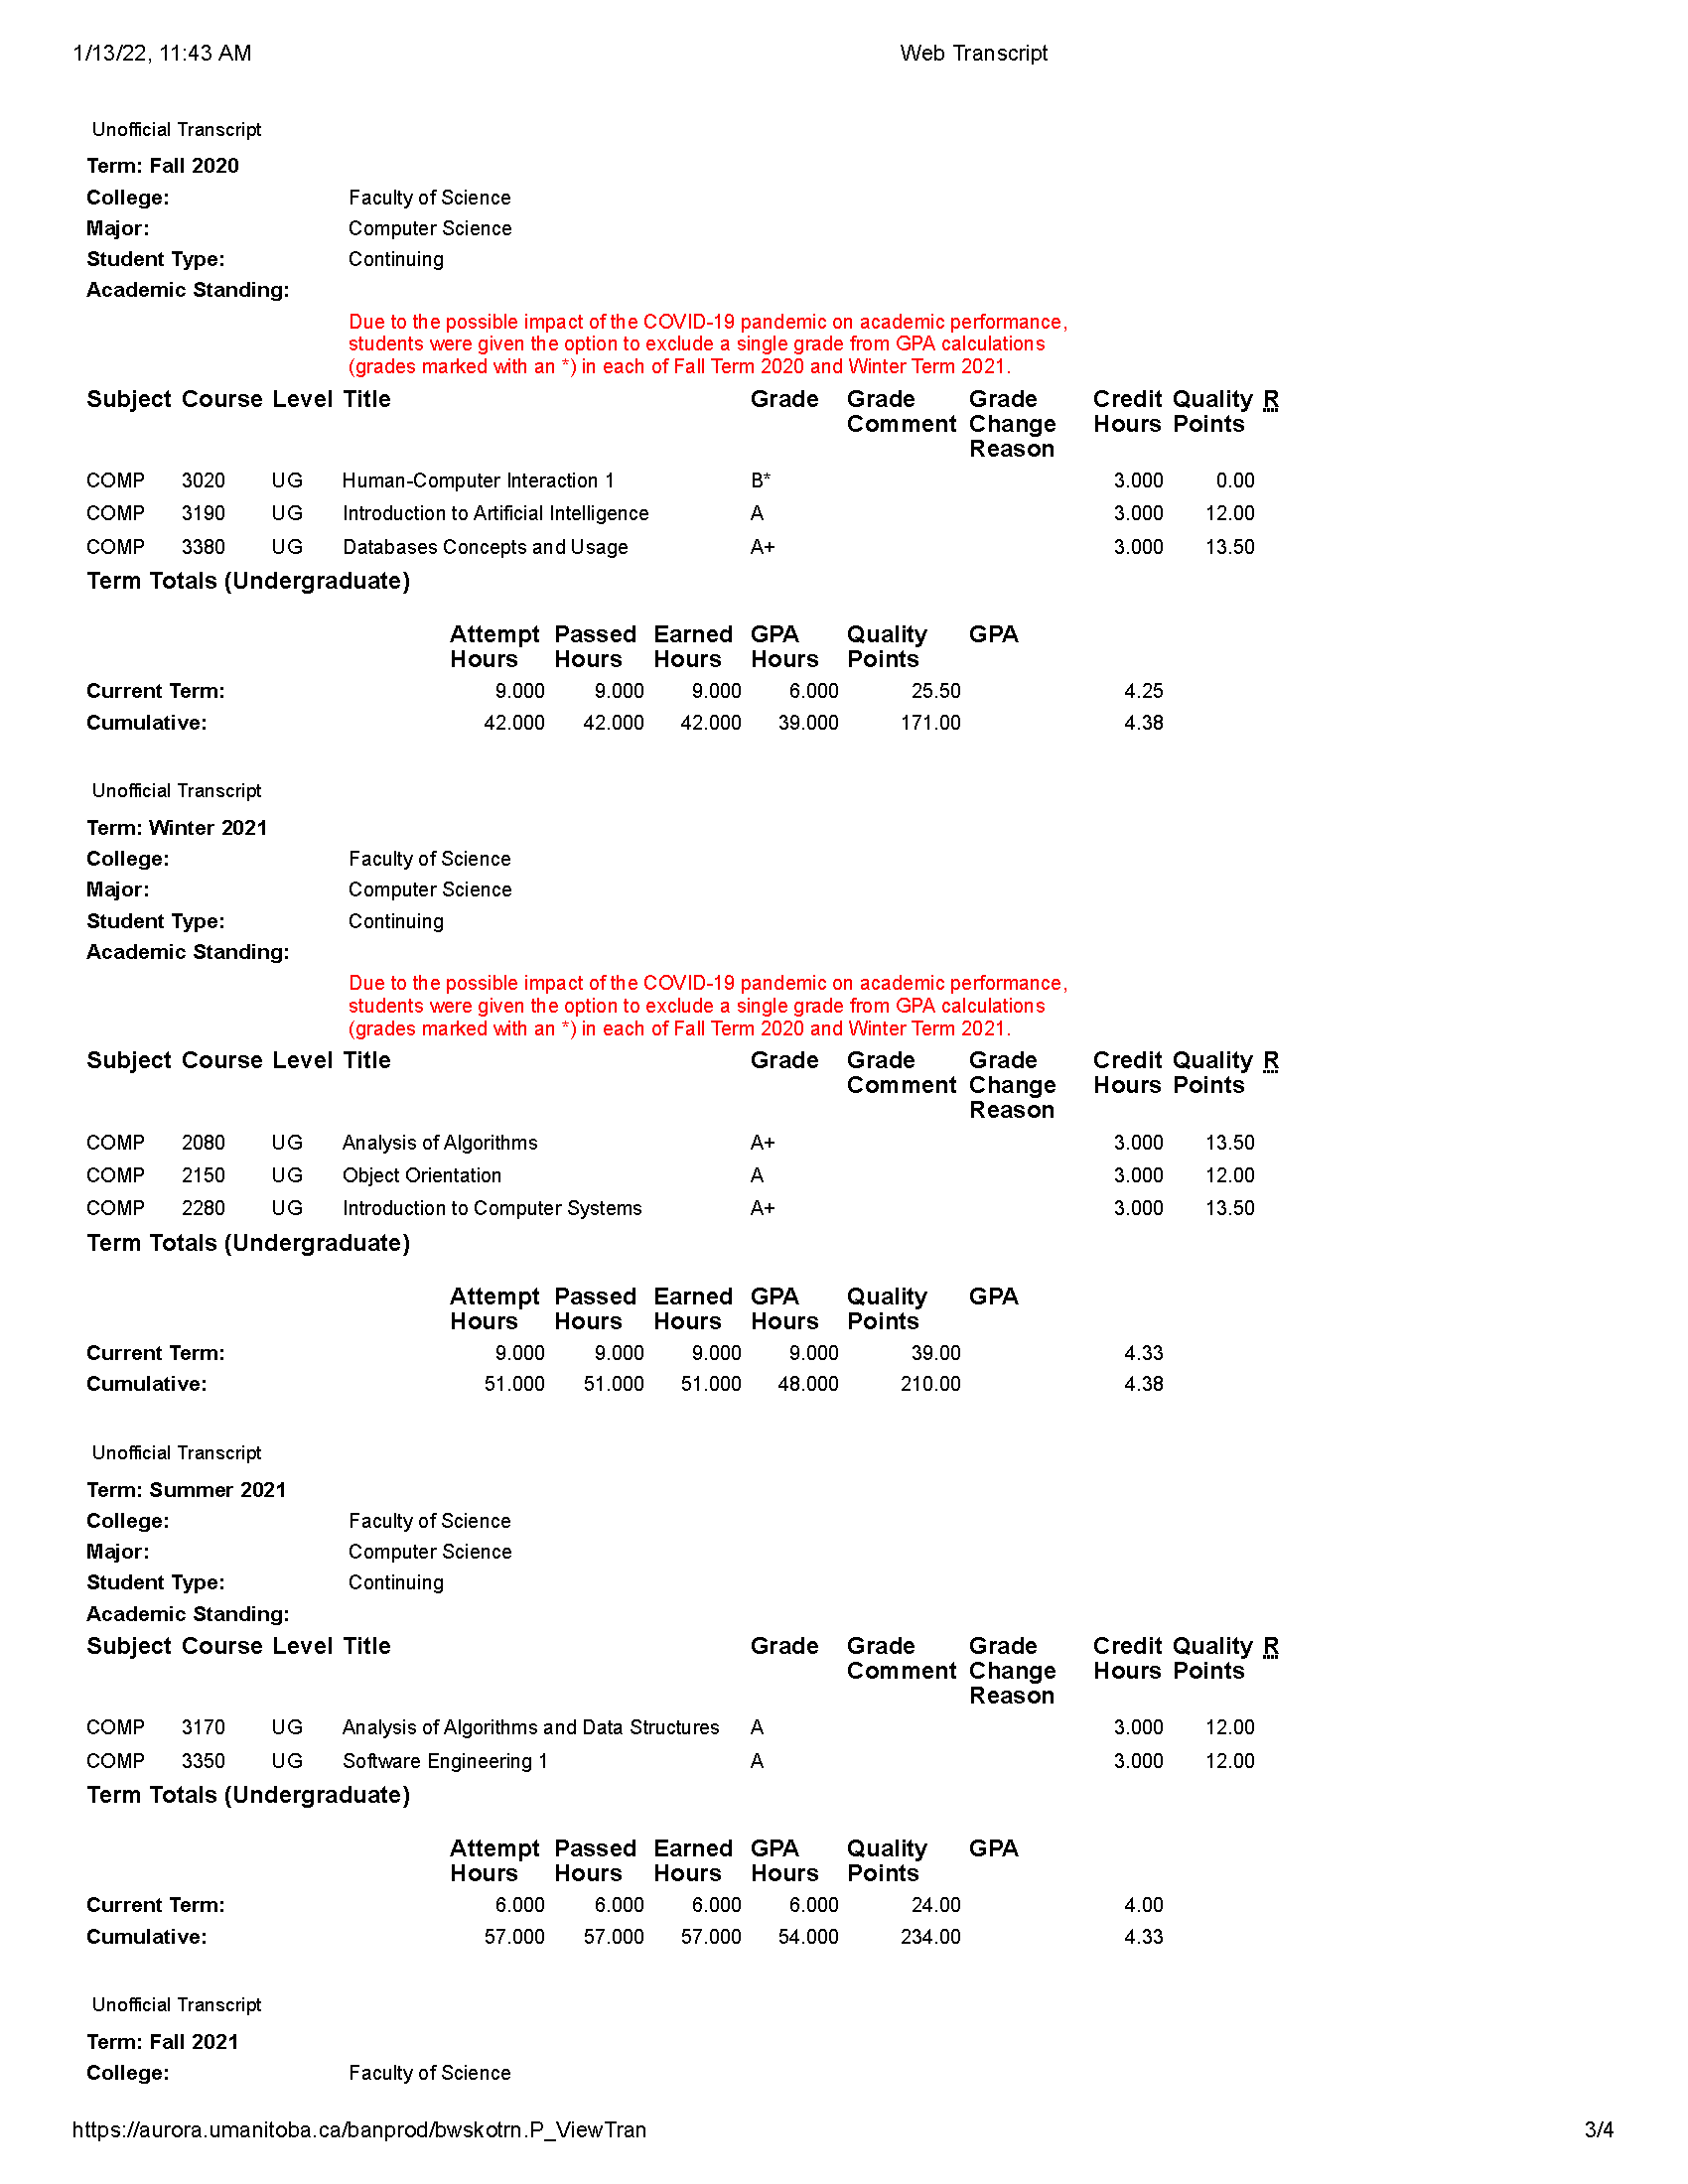 1/13/22, 11:43 AM Web Transcript
Unofficial Transcript
Term: Fall 2020
College: Faculty of Science
Major: Computer Science
Student Type: Continuing
Academic Standing:
Due to the possible impact of the COVID-19 pandemic on academic performance,
students were given the option to exclude a single grade from GPA calculations
(grades marked with an *) in each of Fall Term 2020 and Winter Term 2021.
Subject Course Level Title Grade Grade Grade Credit Quality R
Comment Change Hours Points
Reason
COMP 3020 UG Human-Computer Interaction 1 B* 3.000 0.00
COMP 3190 UG Introduction to Artificial Intelligence A 3.000 12.00
COMP 3380 UG Databases Concepts and Usage A+ 3.000 13.50
Term Totals (Undergraduate)
Attempt Passed Earned GPA Quality GPA
Hours Hours Hours Hours Points
Current Term: 9.000 9.000 9.000 6.000 25.50 4.25
Cumulative: 42.000 42.000 42.000 39.000 171.00 4.38
Unofficial Transcript
Term: Winter 2021
College: Faculty of Science
Major: Computer Science
Student Type: Continuing
Academic Standing:
Due to the possible impact of the COVID-19 pandemic on academic performance,
students were given the option to exclude a single grade from GPA calculations
(grades marked with an *) in each of Fall Term 2020 and Winter Term 2021.
Subject Course Level Title Grade Grade Grade Credit Quality R
Comment Change Hours Points
Reason
COMP 2080 UG Analysis of Algorithms A+ 3.000 13.50
COMP 2150 UG Object Orientation A 3.000 12.00
COMP 2280 UG Introduction to Computer Systems A+ 3.000 13.50
Term Totals (Undergraduate)
Attempt Passed Earned GPA Quality GPA
Hours Hours Hours Hours Points
Current Term: 9.000 9.000 9.000 9.000 39.00 4.33
Cumulative: 51.000 51.000 51.000 48.000 210.00 4.38
Unofficial Transcript
Term: Summer 2021
College: Faculty of Science
Major: Computer Science
Student Type: Continuing
Academic Standing:
Subject Course Level Title Grade Grade Grade Credit Quality R
Comment Change Hours Points
Reason
COMP 3170 UG Analysis of Algorithms and Data Structures A 3.000 12.00
COMP 3350 UG Software Engineering 1 A 3.000 12.00
Term Totals (Undergraduate)
Attempt Passed Earned GPA Quality GPA
Hours Hours Hours Hours Points
Current Term: 6.000 6.000 6.000 6.000 24.00 4.00
Cumulative: 57.000 57.000 57.000 54.000 234.00 4.33
Unofficial Transcript
Term: Fall 2021
College: Faculty of Science
https://aurora.umanitoba.ca/banprod/bwskotrn.P_ViewTran 3/4